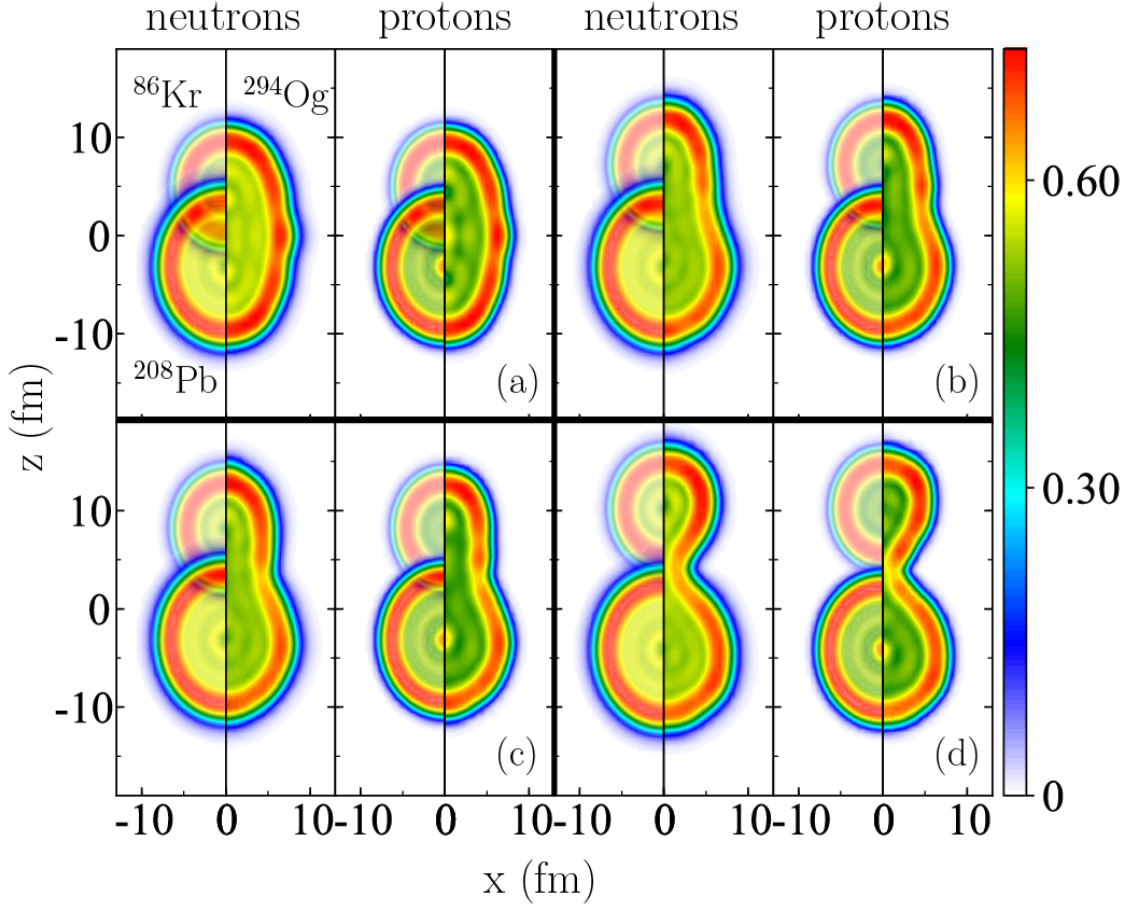 neutrons protons neutrons protons
⁸⁶Kr ²⁹⁴Og
10
0
-10
²⁰⁸Pb (a) (b)
0.60
0.30
0
z (fm)
10
0
-10
(c) (d)
-10 0 10 -10 0 10 -10 0 10 -10 0 10
x (fm)